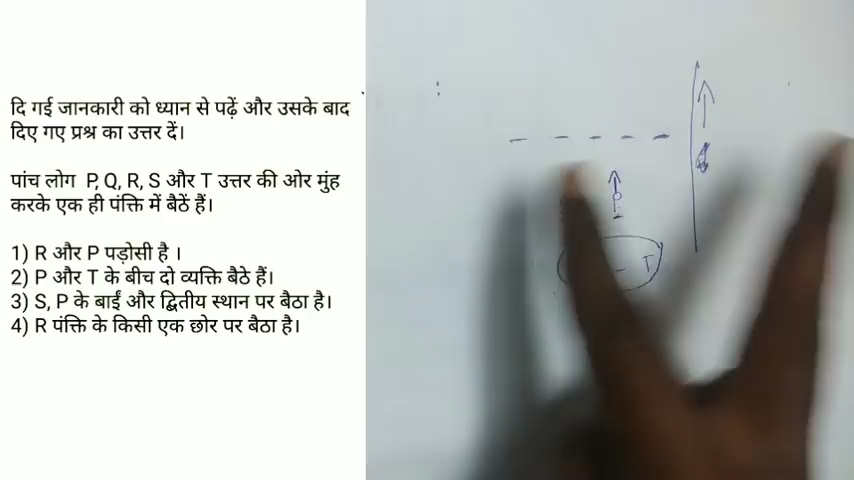 दि गई जानकारी को ध्यान से पढ़ें और उसके बाद
दिए गए प्रश्न का उत्तर दें।
पांच लोग P, Q, R, S और T उत्तर की ओर मुंह
करके एक ही पंक्ति में बैठें हैं।
1) R और P पड़ोसी है ।
2) P और T के बीच दो व्यक्ति बैठे हैं।
3) S, P के बाईं और द्वितीय स्थान पर बैठा है।
4) R पंक्ति के किसी एक छोर पर बैठा है।
T